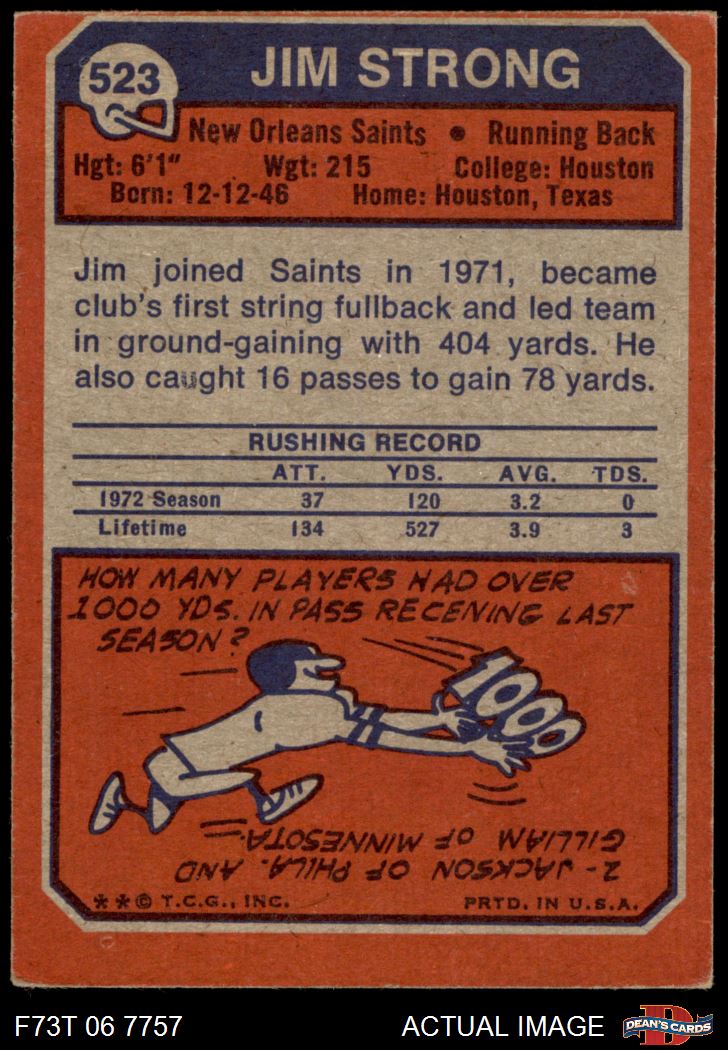 523
JIM STRONG
New Orleans Saints • Running Back
Hgt: 6'1" Wgt: 215 College: Houston
Born: 12-12-46 Home: Houston, Texas
Jim joined Saints in 1971, became
club's first string fullback and led team
in ground-gaining with 404 yards. He
also caught 16 passes to gain 78 yards.
RUSHING RECORD
ATT. YDS. AVG. TDS.
1972 Season 37 120 3.2 0
Lifetime 134 527 3.9 3
HOW MANY PLAYERS HAD OVER
1000 YDS. IN PASS RECENING LAST
SEASON?
1000
2-JACKSON OF PHILA. AND
GILLIAM OF MINNESOTA.
**© T.C.G., INC. PRTD. IN U.S.A.
F73T 06 7757 ACTUAL IMAGE
D
DEAN'S CARDS